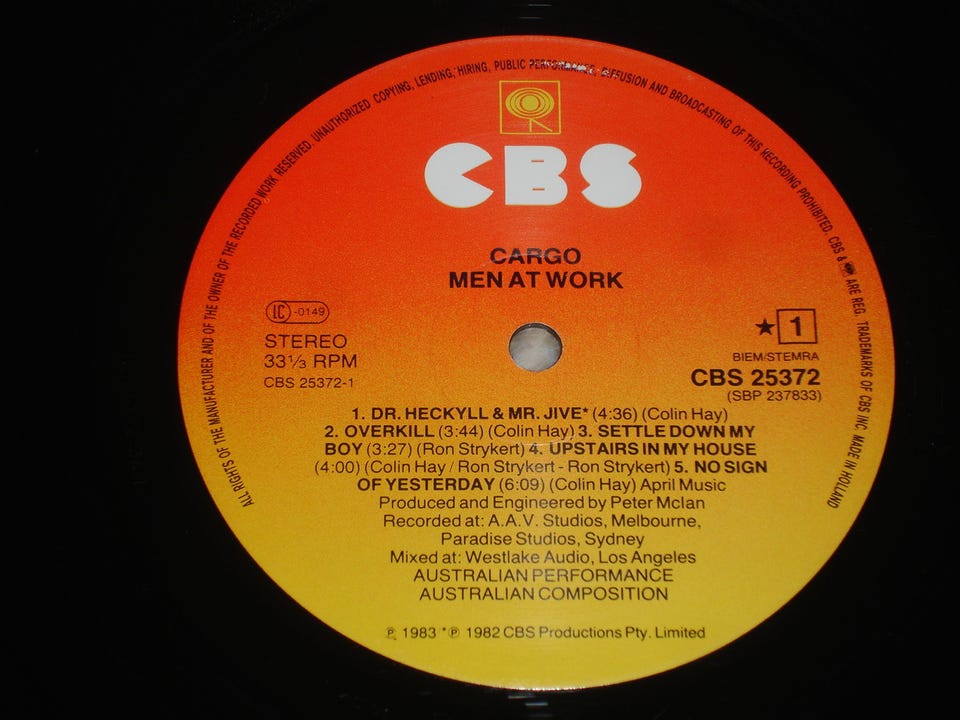 ALL RIGHTS OF THE MANUFACTURER AND OF THE OWNER OF THE RECORDED WORK RESERVED. UNAUTHORIZED COPYING, LENDING, HIRING, PUBLIC PERFORMANCE, DIFFUSION AND BROADCASTING OF THIS RECORDING PROHIBITED. CBS & ARE REG. TRADEMARKS OF CBS INC. MADE IN HOLLAND
CBS
CARGO
MEN AT WORK
LC -0149
STEREO
33⅓ RPM
CBS 25372-1
★ 1
BIEM/STEMRA
CBS 25372
(SBP 237833)
1. DR. HECKYLL & MR. JIVE* (4:36) (Colin Hay)
2. OVERKILL (3:44) (Colin Hay) 3. SETTLE DOWN MY
BOY (3:27) (Ron Strykert) 4. UPSTAIRS IN MY HOUSE
(4:00) (Colin Hay / Ron Strykert - Ron Strykert) 5. NO SIGN
OF YESTERDAY (6:09) (Colin Hay) April Music
Produced and Engineered by Peter McIan
Recorded at: A.A.V. Studios, Melbourne,
Paradise Studios, Sydney
Mixed at: Westlake Audio, Los Angeles
AUSTRALIAN PERFORMANCE
AUSTRALIAN COMPOSITION
℗ 1983 *℗ 1982 CBS Productions Pty. Limited